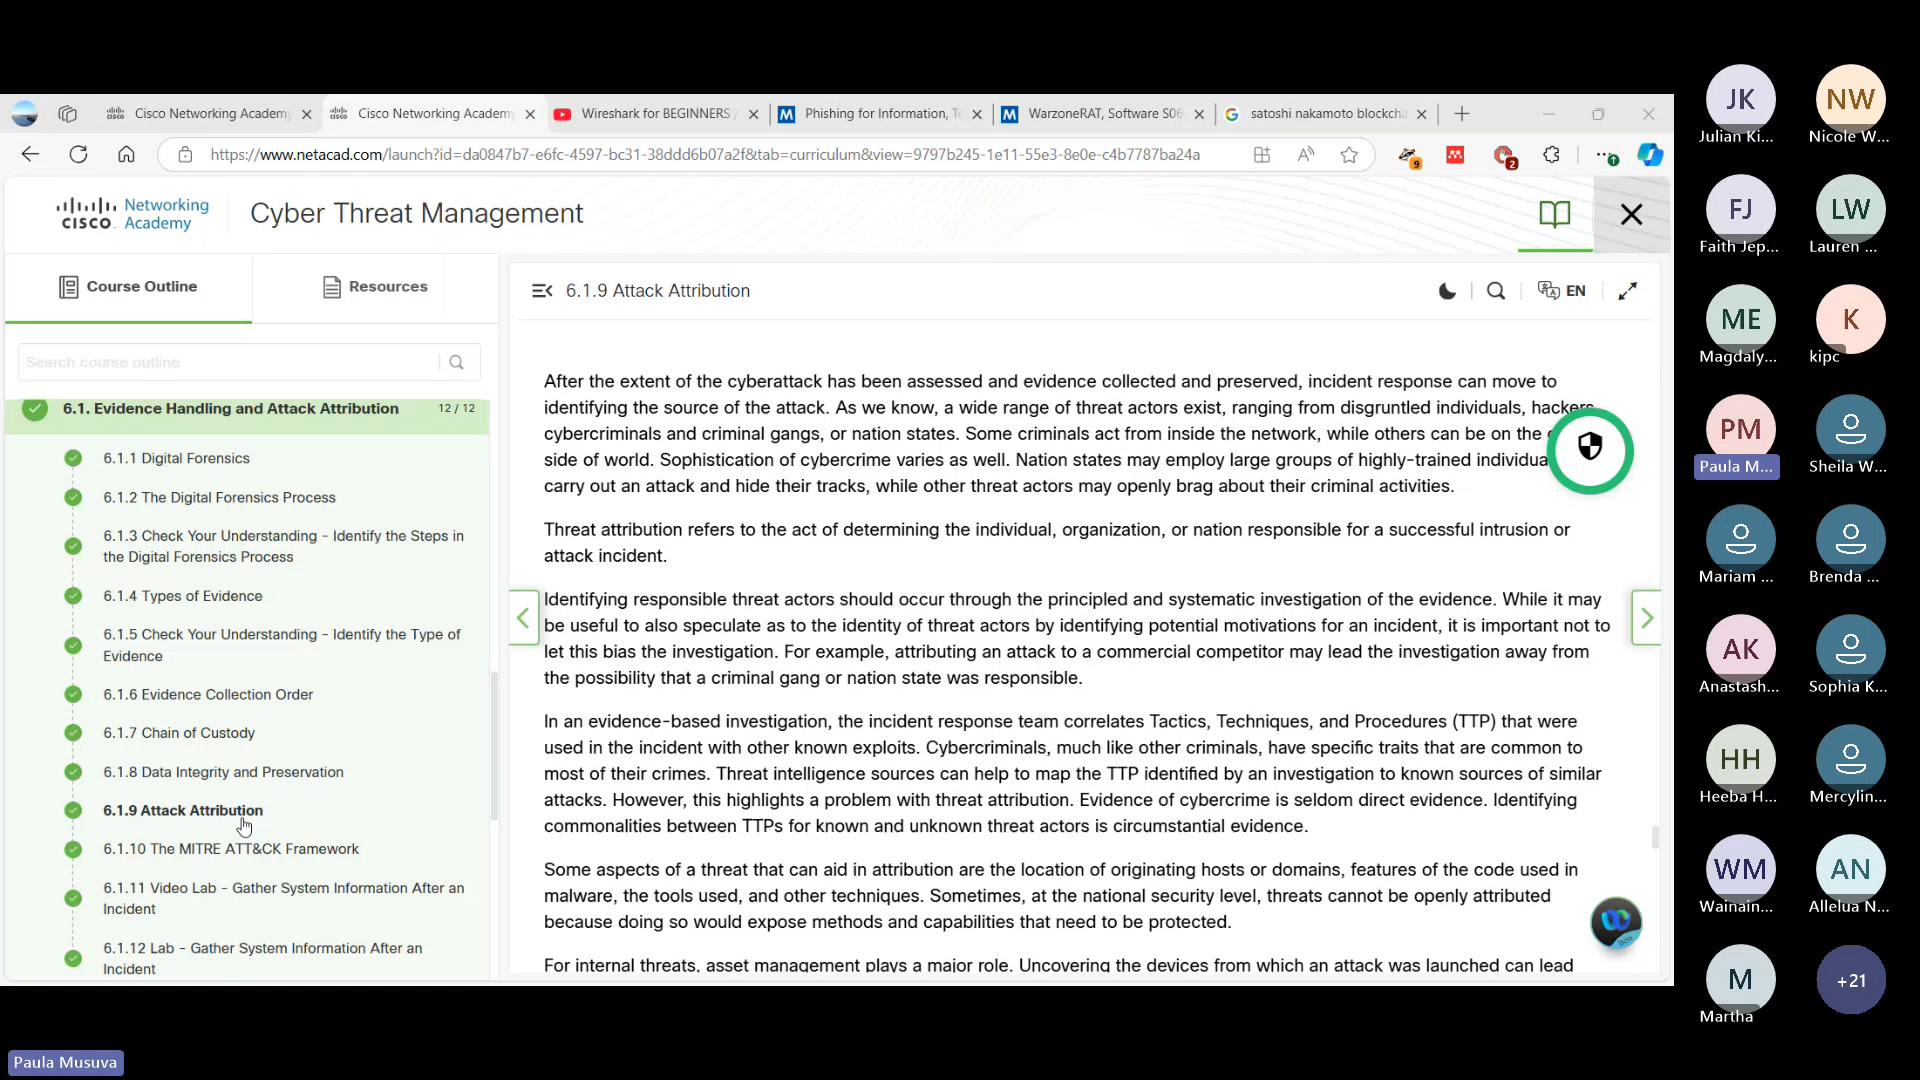 Cisco Networking Academy
Cisco Networking Academy
Wireshark for BEGINNERS
Phishing for Information, Te
WarzoneRAT, Software S06
satoshi nakamoto blockcha
https://www.netacad.com/launch?id=da0847b7-e6fc-4597-bc31-38ddd6b07a2f&tab=curriculum&view=9797b245-1e11-55e3-8e0e-c4b7787ba24a
9
2
Networking
CISCO Academy
Cyber Threat Management
Course Outline
Resources
Search course outline
6.1. Evidence Handling and Attack Attribution 12 / 12
6.1.1 Digital Forensics
6.1.2 The Digital Forensics Process
6.1.3 Check Your Understanding - Identify the Steps in
the Digital Forensics Process
6.1.4 Types of Evidence
6.1.5 Check Your Understanding - Identify the Type of
Evidence
6.1.6 Evidence Collection Order
6.1.7 Chain of Custody
6.1.8 Data Integrity and Preservation
6.1.9 Attack Attribution
6.1.10 The MITRE ATT&CK Framework
6.1.11 Video Lab - Gather System Information After an
Incident
6.1.12 Lab - Gather System Information After an
Incident
6.1.9 Attack Attribution
EN
After the extent of the cyberattack has been assessed and evidence collected and preserved, incident response can move to
identifying the source of the attack. As we know, a wide range of threat actors exist, ranging from disgruntled individuals, hackers,
cybercriminals and criminal gangs, or nation states. Some criminals act from inside the network, while others can be on the
side of world. Sophistication of cybercrime varies as well. Nation states may employ large groups of highly-trained individua
carry out an attack and hide their tracks, while other threat actors may openly brag about their criminal activities.
Threat attribution refers to the act of determining the individual, organization, or nation responsible for a successful intrusion or
attack incident.
Identifying responsible threat actors should occur through the principled and systematic investigation of the evidence. While it may
be useful to also speculate as to the identity of threat actors by identifying potential motivations for an incident, it is important not to
let this bias the investigation. For example, attributing an attack to a commercial competitor may lead the investigation away from
the possibility that a criminal gang or nation state was responsible.
In an evidence-based investigation, the incident response team correlates Tactics, Techniques, and Procedures (TTP) that were
used in the incident with other known exploits. Cybercriminals, much like other criminals, have specific traits that are common to
most of their crimes. Threat intelligence sources can help to map the TTP identified by an investigation to known sources of similar
attacks. However, this highlights a problem with threat attribution. Evidence of cybercrime is seldom direct evidence. Identifying
commonalities between TTPs for known and unknown threat actors is circumstantial evidence.
Some aspects of a threat that can aid in attribution are the location of originating hosts or domains, features of the code used in
malware, the tools used, and other techniques. Sometimes, at the national security level, threats cannot be openly attributed
because doing so would expose methods and capabilities that need to be protected.
For internal threats, asset management plays a major role. Uncovering the devices from which an attack was launched can lead
Beta
JK
Julian Ki...
NW
Nicole W...
FJ
Faith Jep...
LW
Lauren ...
ME
Magdaly...
K
kipc
PM
Paula M...
Sheila W...
Mariam ...
Brenda ...
AK
Anastash...
Sophia K...
HH
Heeba H...
Mercylin...
WM
Wainain...
AN
Allelua N...
M
Martha
+21
Paula Musuva